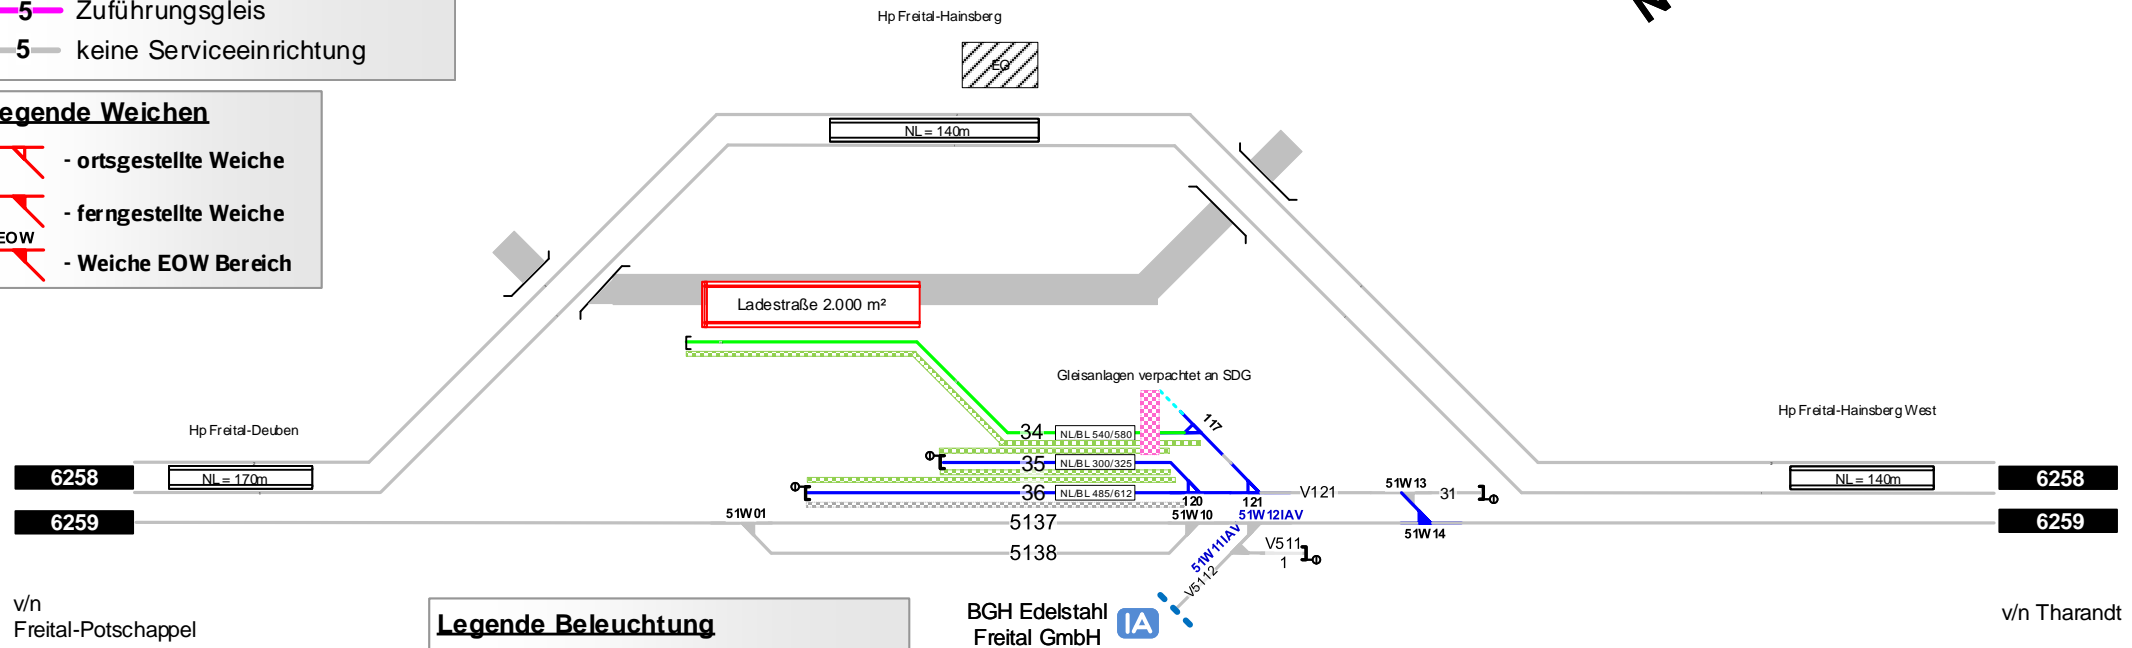 5 Zuführungsgleis
5 keine Serviceeinrichtung
egende Weichen
- ortsgestellte Weiche
- ferngestellte Weiche
EOW
- Weiche EOW Bereich
Hp Freital-Hainsberg
EG
NL = 140m
Ladestraße 2.000 m²
Gleisanlagen verpachtet an SDG
117
Hp Freital-Deuben
Hp Freital-Hainsberg West
34 NL/BL 540/580
35 NL/BL 300/325
36 NL/BL 485/612
6258
NL = 170m
120
121
V121
51W13
31
NL = 140m
6258
6259
51W01
5137
51W10
51W12IAV
51W14
6259
5138
51W11IAV
V511
1
V5112
v/n
Freital-Potschappel
Legende Beleuchtung
BGH Edelstahl
Freital GmbH
IA
v/n Tharandt